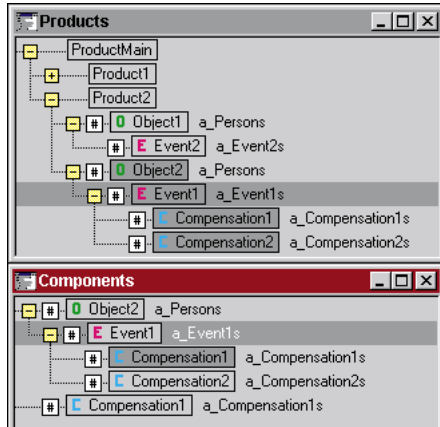 Products
ProductMain
+ Product1
Product2
# O Object1 a_Persons
# E Event2 a_Event2s
# O Object2 a_Persons
# E Event1 a_Event1s
# C Compensation1 a_Compensation1s
# C Compensation2 a_Compensation2s
Components
# O Object2 a_Persons
# E Event1 a_Event1s
# C Compensation1 a_Compensation1s
# C Compensation2 a_Compensation2s
# C Compensation1 a_Compensation1s